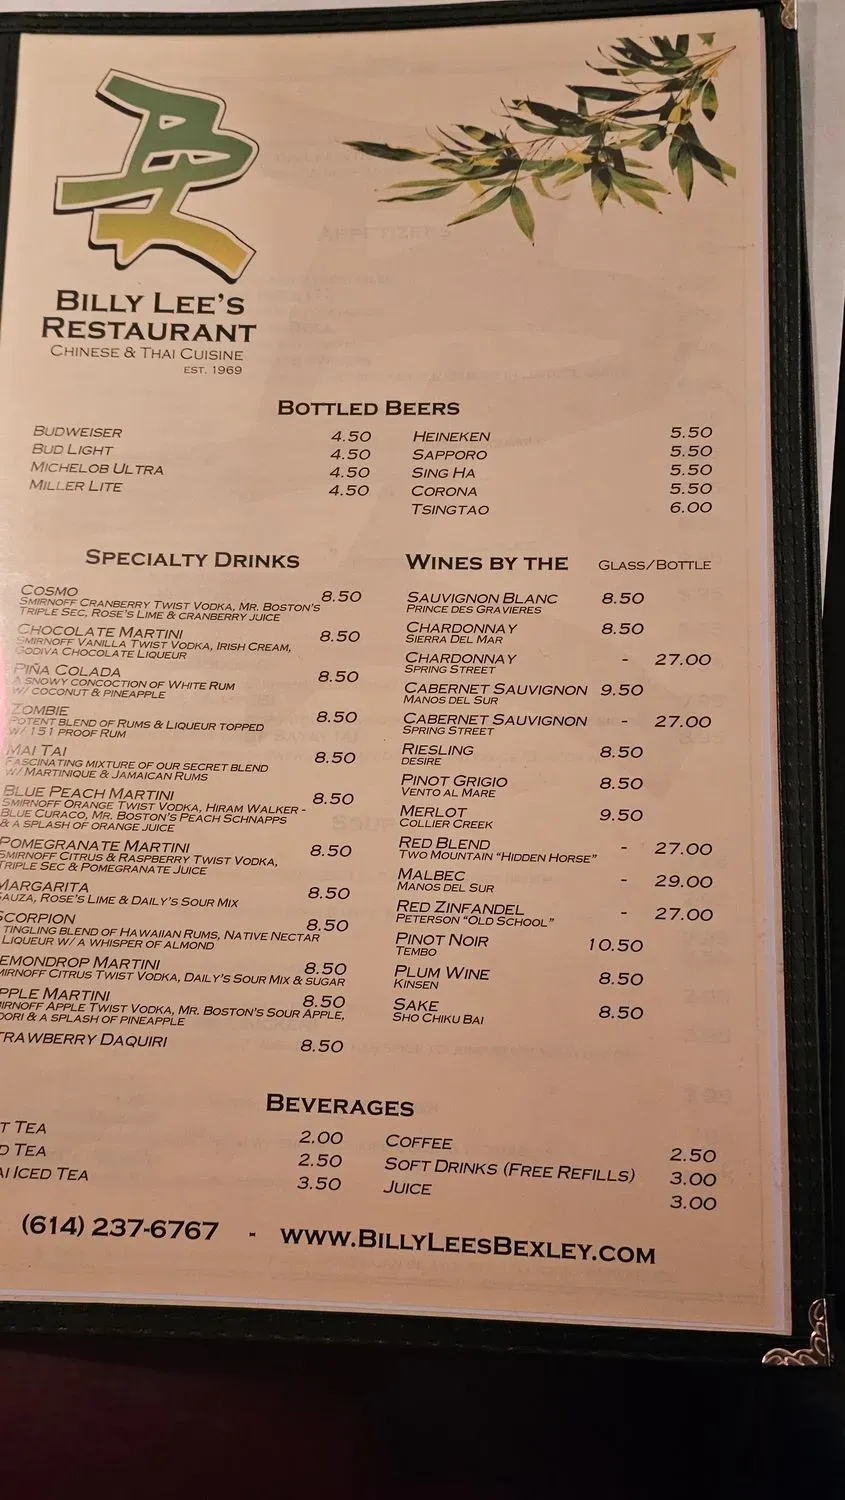 Billy Lee's
Restaurant
Chinese & Thai Cuisine
est. 1969
Bottled Beers
Budweiser 4.50
Bud Light 4.50
Michelob Ultra 4.50
Miller Lite 4.50
Heineken 5.50
Sapporo 5.50
Sing Ha 5.50
Corona 5.50
Tsingtao 6.00
Specialty Drinks
Cosmo 8.50
Smirnoff Cranberry Twist Vodka, Mr. Boston's
Triple Sec, Rose's Lime & cranberry juice
Chocolate Martini 8.50
Smirnoff Vanilla Twist Vodka, Irish Cream,
Godiva Chocolate Liqueur
Piña Colada 8.50
A snowy concoction of White Rum
w/ coconut & pineapple
Zombie 8.50
Potent blend of Rums & Liqueur topped
w/ 151 proof Rum
Mai Tai 8.50
Fascinating mixture of our secret blend
w/ Martinique & Jamaican Rums
Blue Peach Martini 8.50
Smirnoff Orange Twist Vodka, Hiram Walker -
Blue Curaco, Mr. Boston's Peach Schnapps
& a splash of orange juice
Pomegranate Martini 8.50
Smirnoff Citrus & Raspberry Twist Vodka,
Triple Sec & Pomegranate Juice
Margarita 8.50
Sauza, Rose's Lime & Daily's Sour Mix
Scorpion 8.50
Tingling blend of Hawaiian Rums, Native Nectar
Liqueur w/ a whisper of almond
emondrop Martini 8.50
mirnoff Citrus Twist Vodka, Daily's Sour Mix & sugar
pple Martini 8.50
irnoff Apple Twist Vodka, Mr. Boston's Sour Apple,
ori & a splash of pineapple
trawberry Daquiri 8.50
Wines by the Glass/Bottle
Sauvignon Blanc 8.50
Prince des Gravieres
Chardonnay 8.50
Sierra Del Mar
Chardonnay - 27.00
Spring Street
Cabernet Sauvignon 9.50
Manos del Sur
Cabernet Sauvignon - 27.00
Spring Street
Riesling 8.50
desire
Pinot Grigio 8.50
Vento al Mare
Merlot 9.50
Collier Creek
Red Blend - 27.00
Two Mountain "Hidden Horse"
Malbec - 29.00
Manos del Sur
Red Zinfandel - 27.00
Peterson "Old School"
Pinot Noir 10.50
Tembo
Plum Wine 8.50
Kinsen
Sake 8.50
Sho Chiku Bai
Beverages
t Tea 2.00
d Tea 2.50
ai Iced Tea 3.50
Coffee 2.50
Soft Drinks (Free Refills) 3.00
Juice 3.00
(614) 237-6767 - www.BillyLeesBexley.com